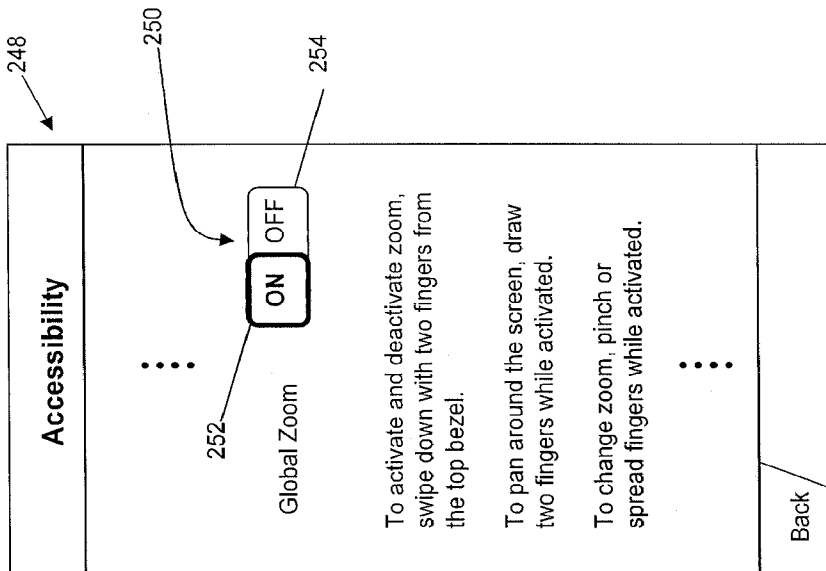 248
Accessibility
250
252
Global Zoom
ON
OFF
254
To activate and deactivate zoom,
swipe down with two fingers from
the top bezel.
To pan around the screen, draw
two fingers while activated.
To change zoom, pinch or
spread fingers while activated.
Back